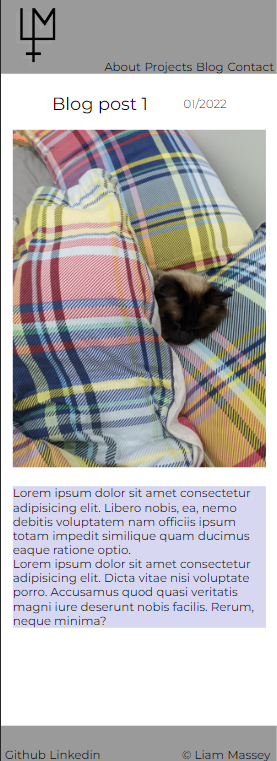 LM
About Projects Blog Contact
Blog post 1 01/2022
Lorem ipsum dolor sit amet consectetur
adipisicing elit. Libero nobis, ea, nemo
debitis voluptatem nam officiis ipsum
totam impedit similique quam ducimus
eaque ratione optio.
Lorem ipsum dolor sit amet consectetur
adipisicing elit. Dicta vitae nisi voluptate
porro. Accusamus quod quasi veritatis
magni iure deserunt nobis facilis. Rerum,
neque minima?
Github Linkedin © Liam Massey